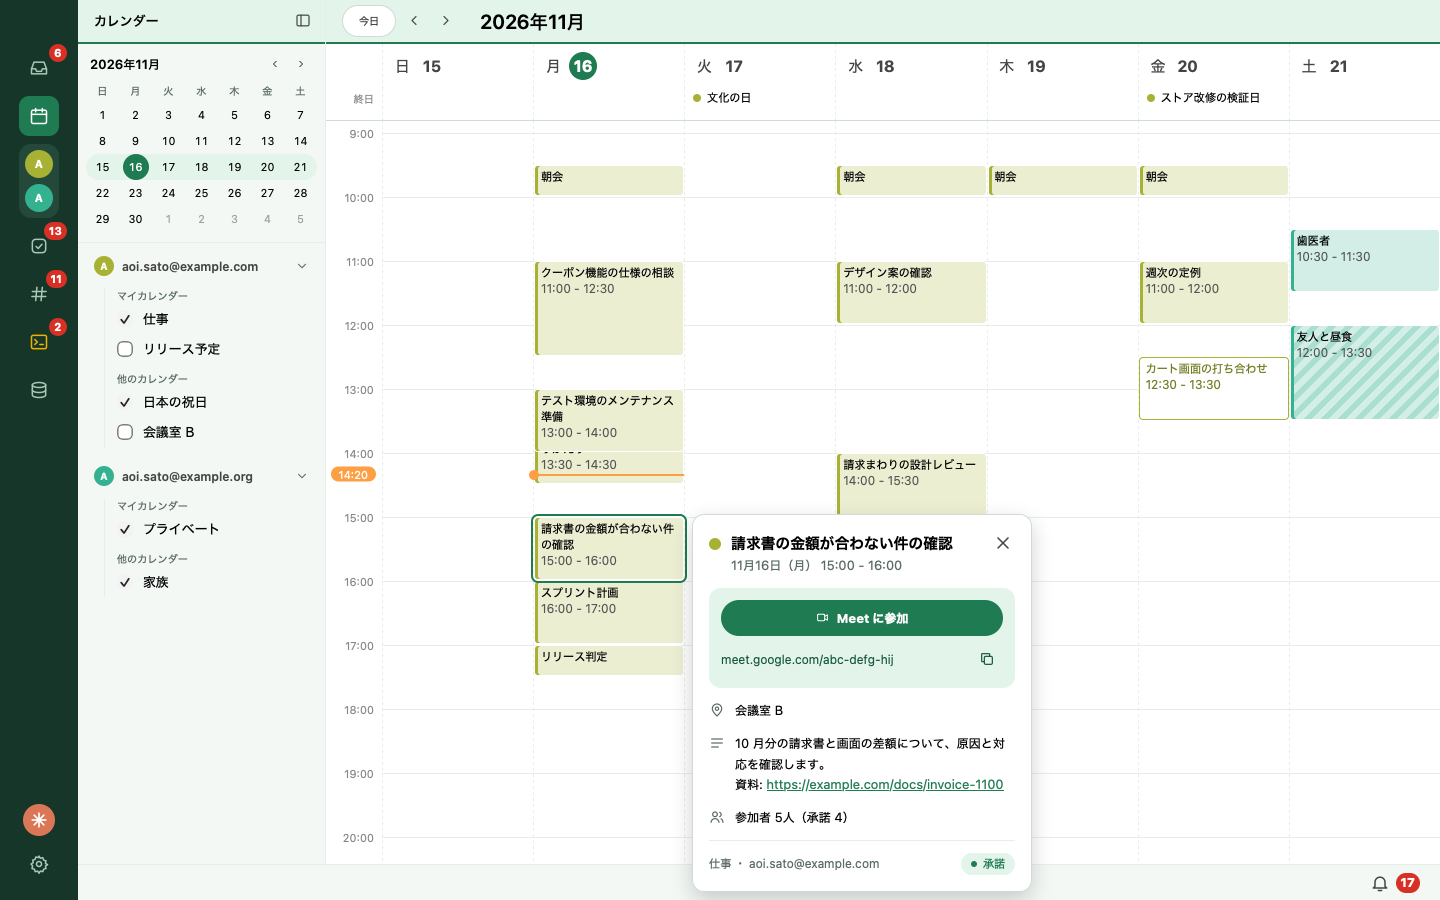 6
A
A
13
11
2
カレンダー
2026年11月
日 月 火 水 木 金 土
1 2 3 4 5 6 7
8 9 10 11 12 13 14
15 16 17 18 19 20 21
22 23 24 25 26 27 28
29 30 1 2 3 4 5
A aoi.sato@example.com
マイカレンダー
仕事
リリース予定
他のカレンダー
日本の祝日
会議室 B
A aoi.sato@example.org
マイカレンダー
プライベート
他のカレンダー
家族
今日
2026年11月
日 15
月 16
火 17
水 18
木 19
金 20
土 21
終日
文化の日
ストア改修の検証日
9:00
10:00
11:00
12:00
13:00
14:00
14:20
15:00
16:00
17:00
18:00
19:00
20:00
朝会
クーポン機能の仕様の相談
11:00 - 12:30
テスト環境のメンテナンス
準備
13:00 - 14:00
13:30 - 14:30
請求書の金額が合わない件
の確認
15:00 - 16:00
スプリント計画
16:00 - 17:00
リリース判定
朝会
デザイン案の確認
11:00 - 12:00
請求まわりの設計レビュー
14:00 - 15:30
朝会
朝会
週次の定例
11:00 - 12:00
カート画面の打ち合わせ
12:30 - 13:30
歯医者
10:30 - 11:30
友人と昼食
12:00 - 13:30
請求書の金額が合わない件の確認
11月16日（月） 15:00 - 16:00
Meet に参加
meet.google.com/abc-defg-hij
会議室 B
10 月分の請求書と画面の差額について、原因と対
応を確認します。
資料: https://example.com/docs/invoice-1100
参加者 5人（承諾 4）
仕事 ・ aoi.sato@example.com
承諾
17